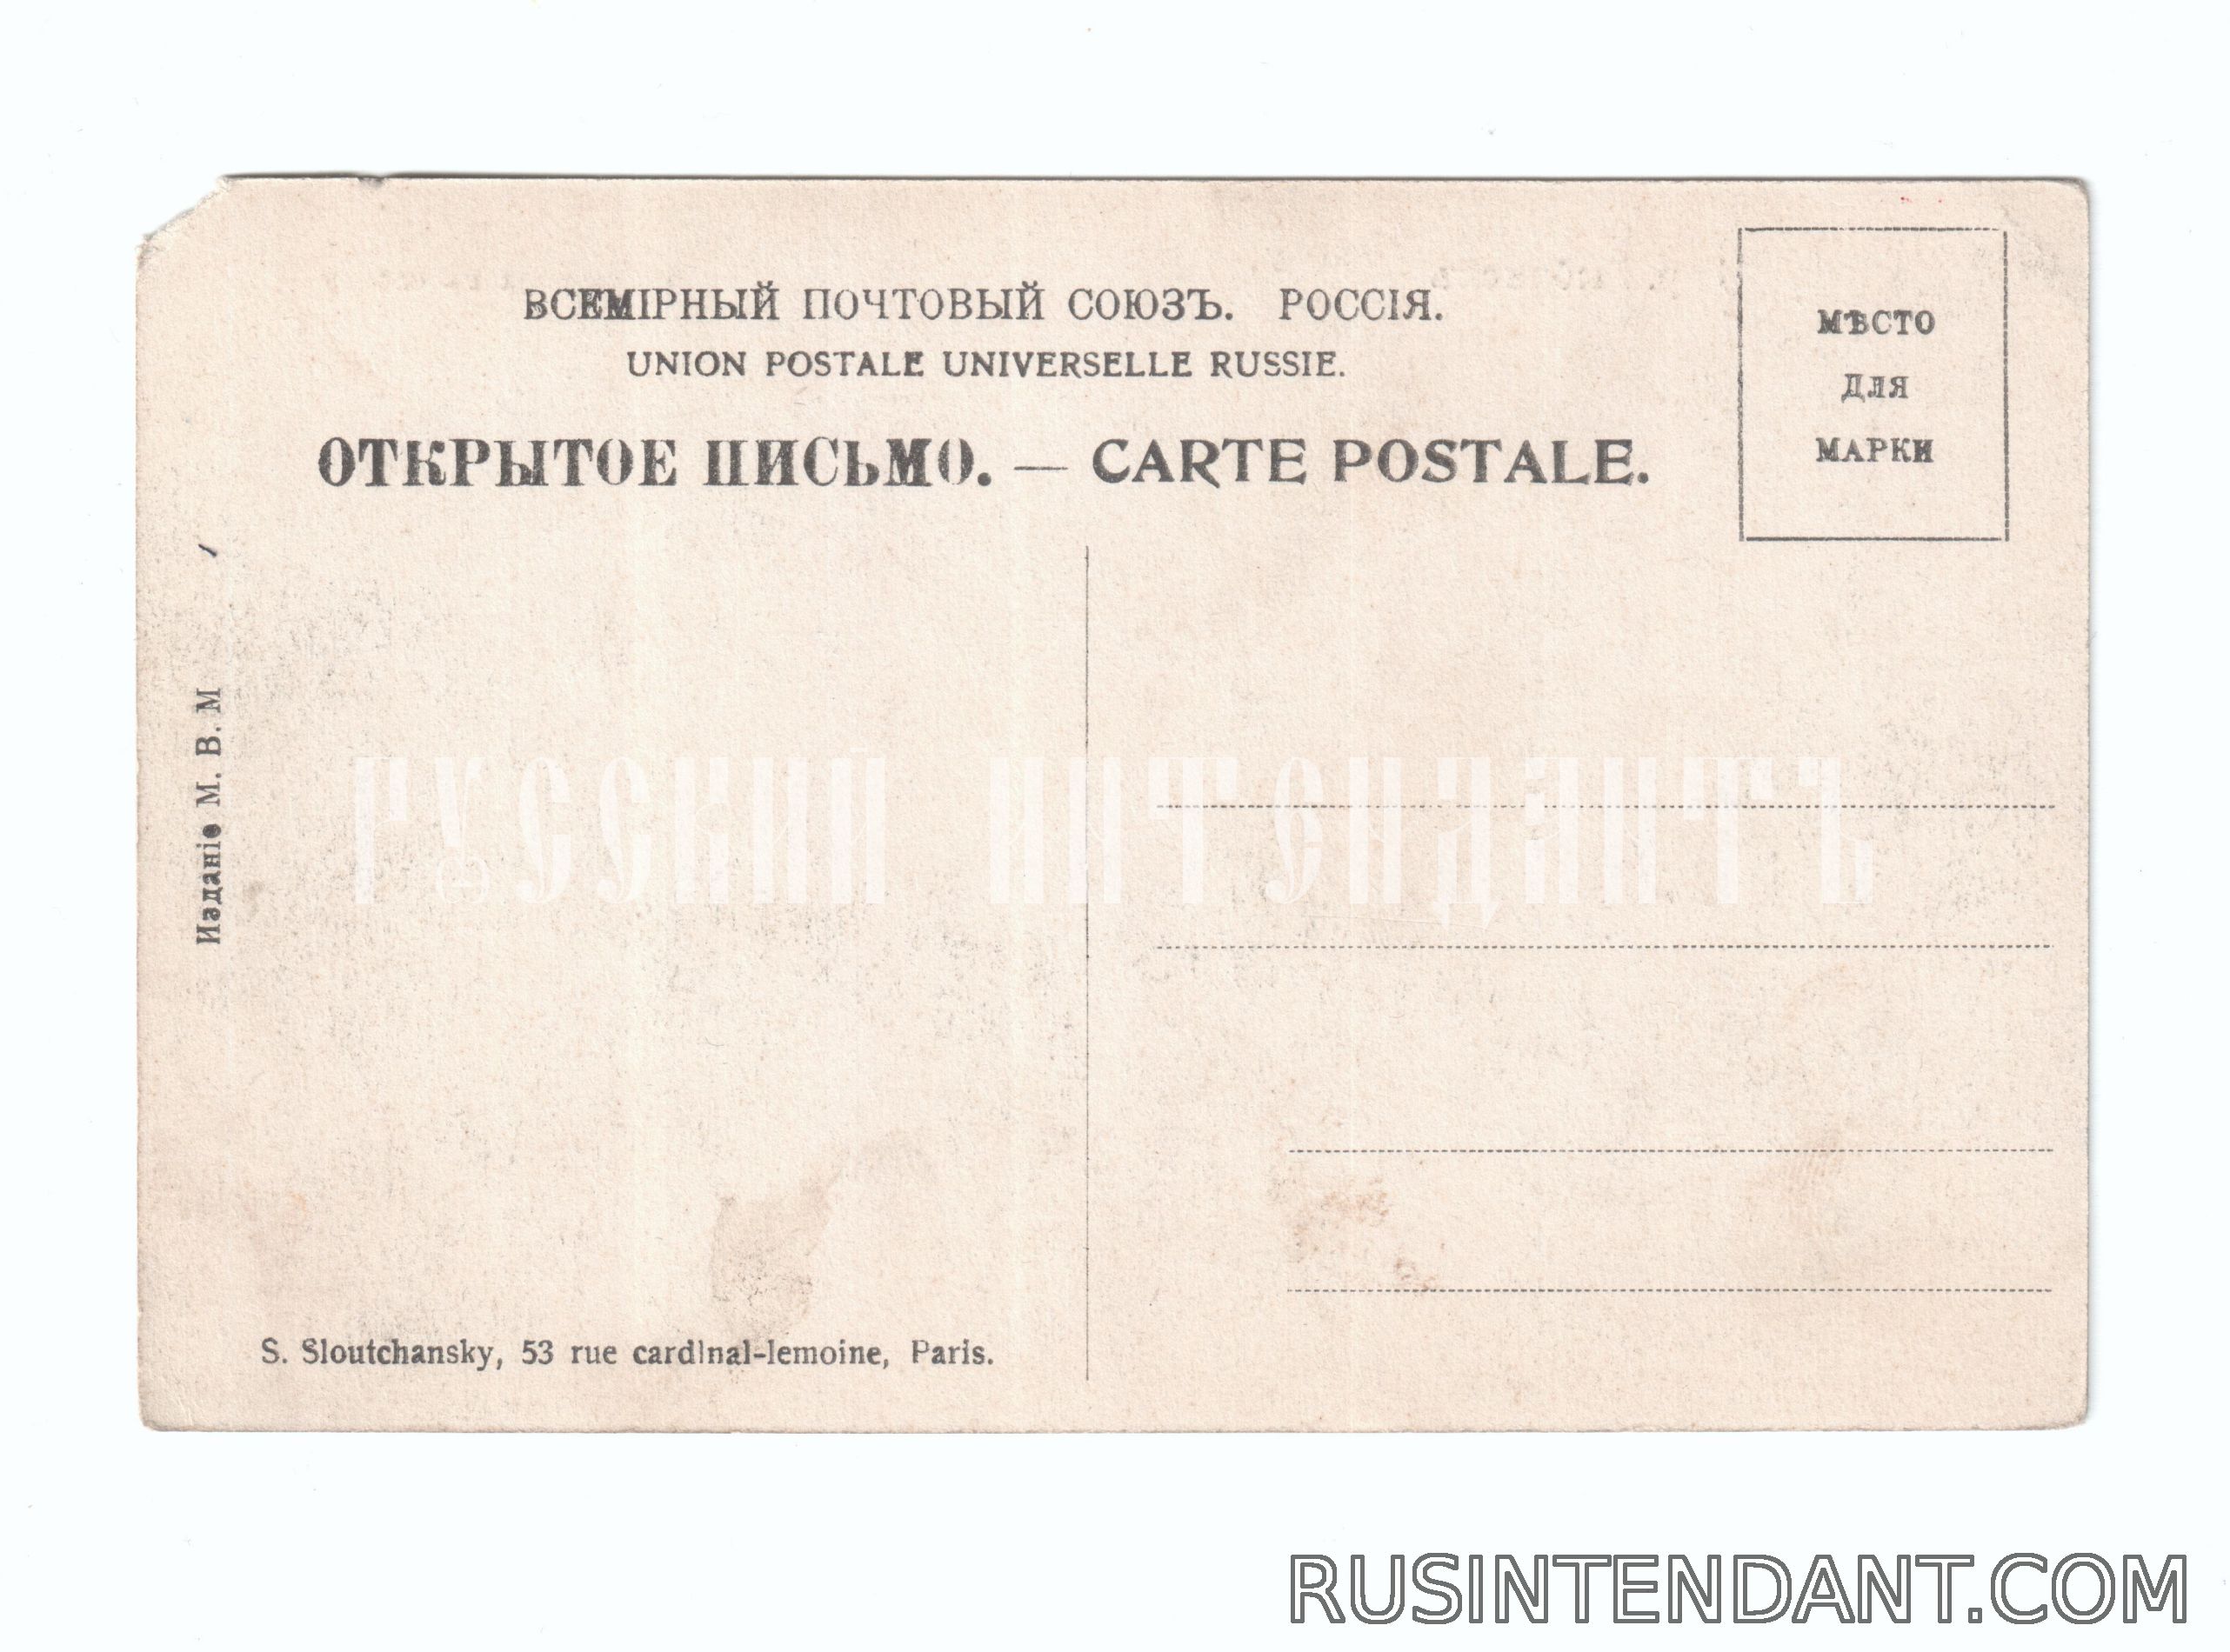 ВСЕМІРНЫЙ ПОЧТОВЫЙ СОЮЗЪ. РОССІЯ.
UNION POSTALE UNIVERSELLE RUSSIE.
ОТКРЫТОЕ ПИСЬМО. — CARTE POSTALE.
МѢСТО
ДЛЯ
МАРКИ
Изданіе М. В. М
РУССКИЙ ИНТЕНДАНТЪ
S. Sloutchansky, 53 rue cardinal-lemoine, Paris.
RUSINTENDANT.COM